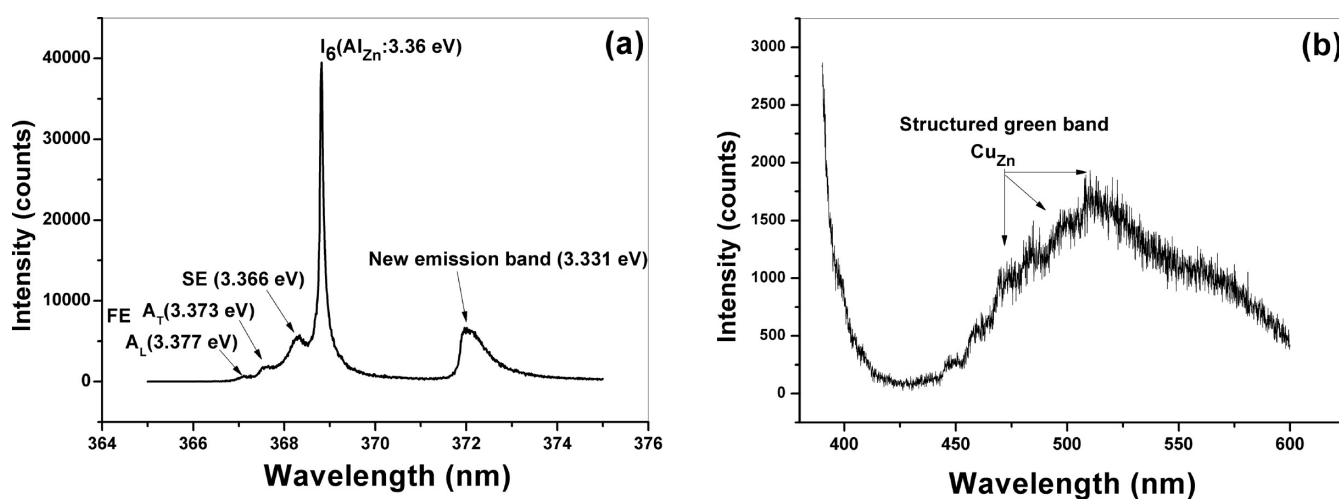 (a)
I6(AlZn:3.36 eV)
40000
30000
20000
10000
0
Intensity (counts)
SE (3.366 eV)
New emission band (3.331 eV)
FE AT(3.373 eV)
AL(3.377 eV)
364 366 368 370 372 374 376
Wavelength (nm)
(b)
3000
2500
2000
1500
1000
500
0
Intensity (counts)
Structured green band
CuZn
400 450 500 550 600
Wavelength (nm)